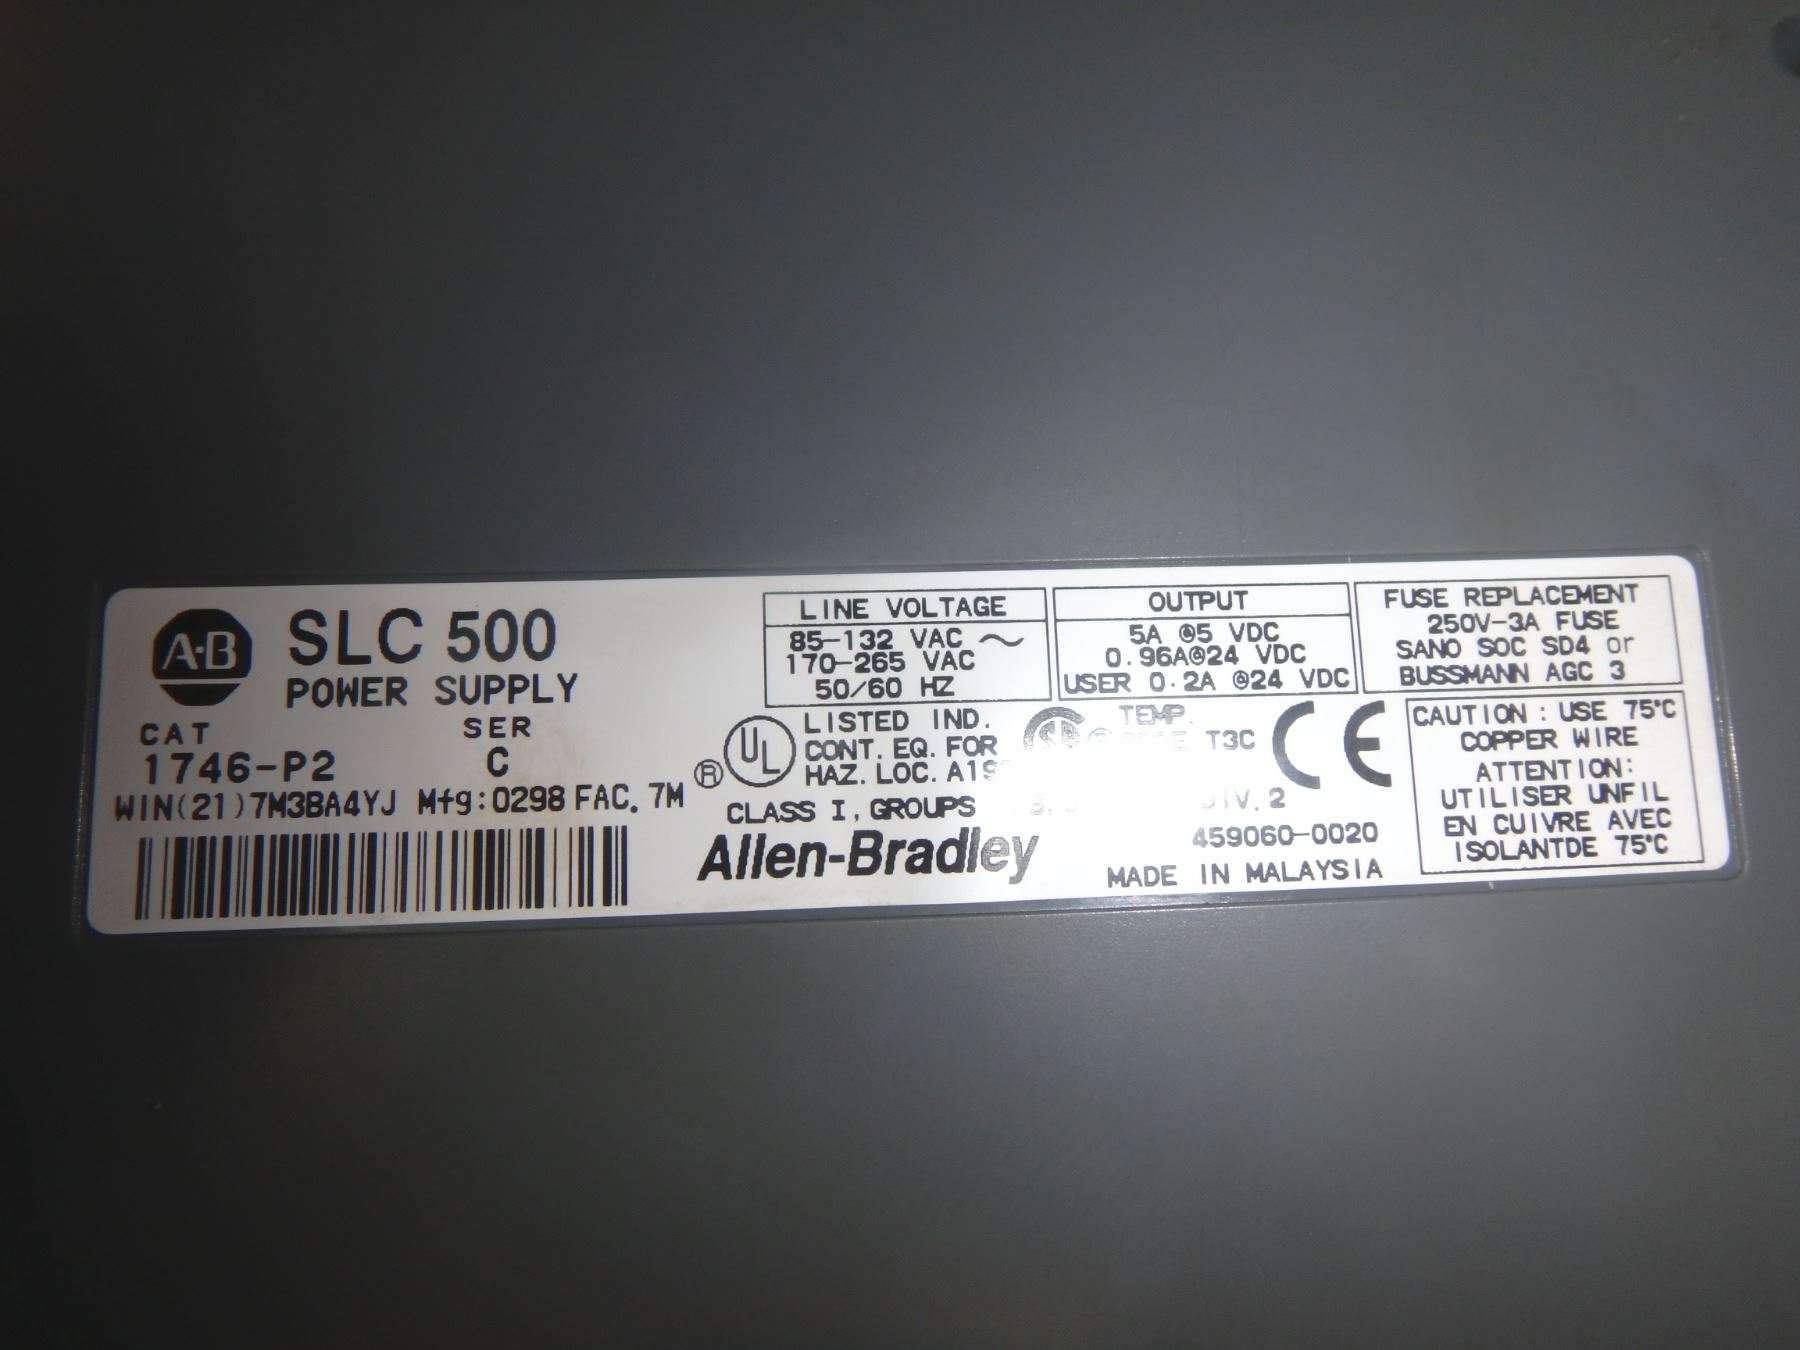 A-B
SLC 500
POWER SUPPLY
CAT SER
1746-P2 C
WIN(21)7M3BA4YJ Mfg:0298 FAC. 7M
LINE VOLTAGE
85-132 VAC ~
170-265 VAC
50/60 HZ
OUTPUT
5A @5 VDC
0.96A@24 VDC
USER 0.2A @24 VDC
FUSE REPLACEMENT
250V-3A FUSE
SANO SOC SD4 or
BUSSMANN AGC 3
® UL
LISTED IND.
CONT. EQ. FOR
HAZ. LOC.
®
TEMP.
T3C
CE
CLASS I, GROUPS DIV. 2
Allen-Bradley
459060-0020
MADE IN MALAYSIA
CAUTION: USE 75°C
COPPER WIRE
ATTENTION:
UTILISER UNFIL
EN CUIVRE AVEC
ISOLANTDE 75°C